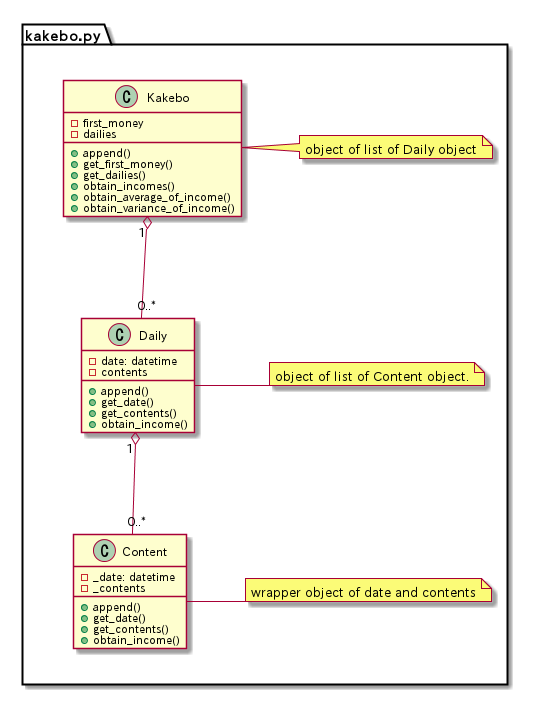 kakebo.py
C Kakebo
first_money
dailies
append()
get_first_money()
get_dailies()
obtain_incomes()
obtain_average_of_income()
obtain_variance_of_income()
object of list of Daily object
1
0..*
C Daily
date: datetime
contents
append()
get_date()
get_contents()
obtain_income()
object of list of Content object.
1
0..*
C Content
_date: datetime
_contents
append()
get_date()
get_contents()
obtain_income()
wrapper object of date and contents